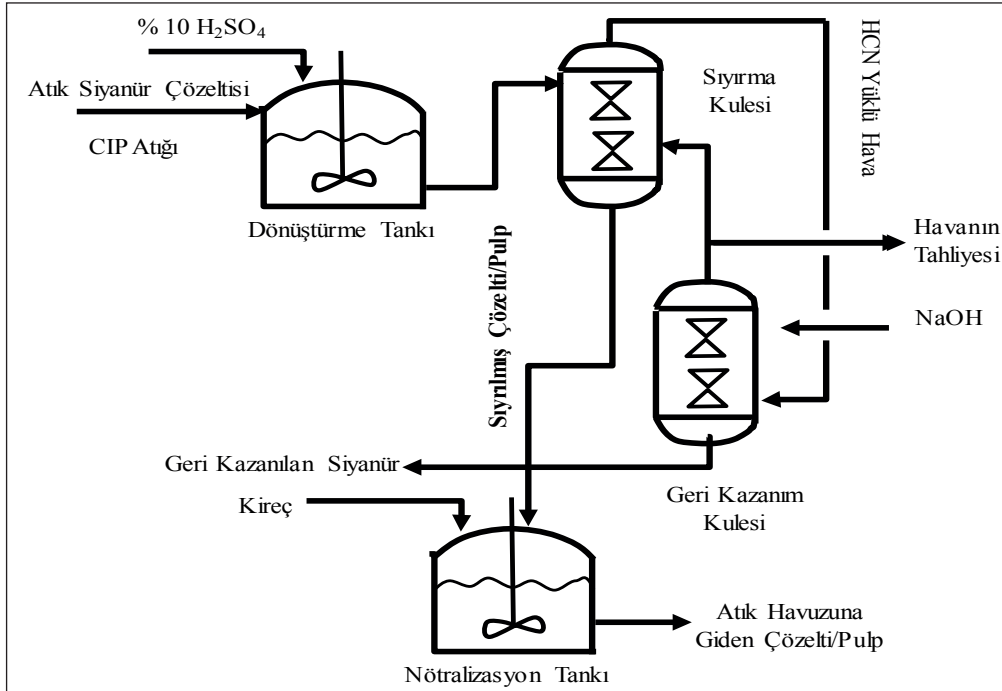 % 10 H₂SO₄
Atık Siyanür Çözeltisi
CIP Atığı
Dönüştürme Tankı
Sıyırma
Kulesi
HCN Yüklü Hava
Havanın
Tahliyesi
NaOH
Sıyrılmış Çözelti/Pulp
Geri Kazanılan Siyanür
Geri Kazanım
Kulesi
Kireç
Atık Havuzuna
Giden Çözelti/Pulp
Nötralizasyon Tankı